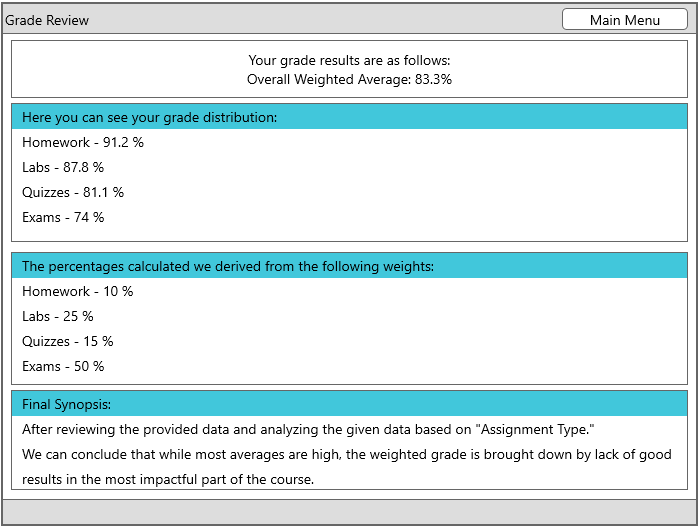 Grade Review
Main Menu
Your grade results are as follows:
Overall Weighted Average: 83.3%
Here you can see your grade distribution:
Homework - 91.2 %
Labs - 87.8 %
Quizzes - 81.1 %
Exams - 74 %
The percentages calculated we derived from the following weights:
Homework - 10 %
Labs - 25 %
Quizzes - 15 %
Exams - 50 %
Final Synopsis:
After reviewing the provided data and analyzing the given data based on "Assignment Type."
We can conclude that while most averages are high, the weighted grade is brought down by lack of good
results in the most impactful part of the course.